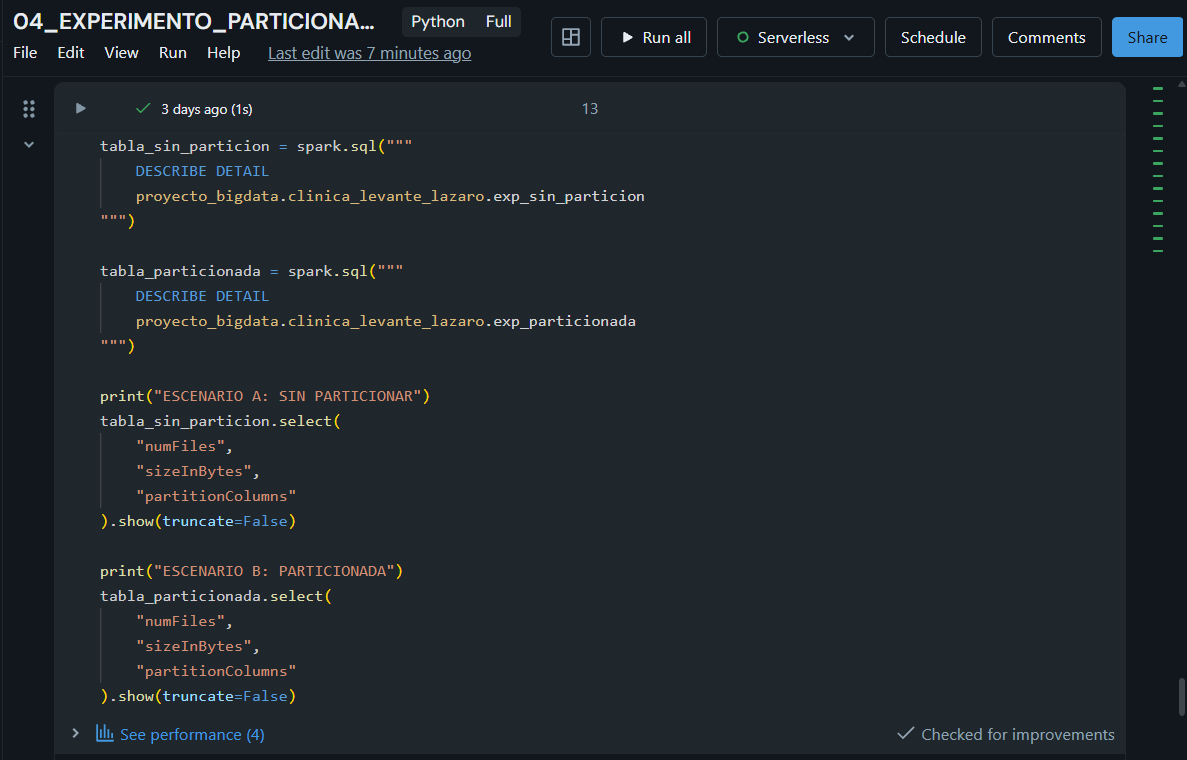 04_EXPERIMENTO_PARTICIONA...
Python Full
File Edit View Run Help Last edit was 7 minutes ago
Run all
Serverless
Schedule
Comments
Share
3 days ago (1s)
13
tabla_sin_particion = spark.sql("""
    DESCRIBE DETAIL
    proyecto_bigdata.clinica_levante_lazaro.exp_sin_particion
""")

tabla_particionada = spark.sql("""
    DESCRIBE DETAIL
    proyecto_bigdata.clinica_levante_lazaro.exp_particionada
""")

print("ESCENARIO A: SIN PARTICIONAR")
tabla_sin_particion.select(
    "numFiles",
    "sizeInBytes",
    "partitionColumns"
).show(truncate=False)

print("ESCENARIO B: PARTICIONADA")
tabla_particionada.select(
    "numFiles",
    "sizeInBytes",
    "partitionColumns"
).show(truncate=False)
See performance (4)
Checked for improvements